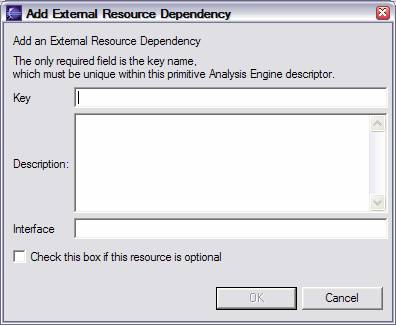 Add External Resource Dependency
Add an External Resource Dependency
The only required field is the key name,
which must be unique within this primitive Analysis Engine descriptor.
Key
Description:
Interface
Check this box if this resource is optional
OK
Cancel